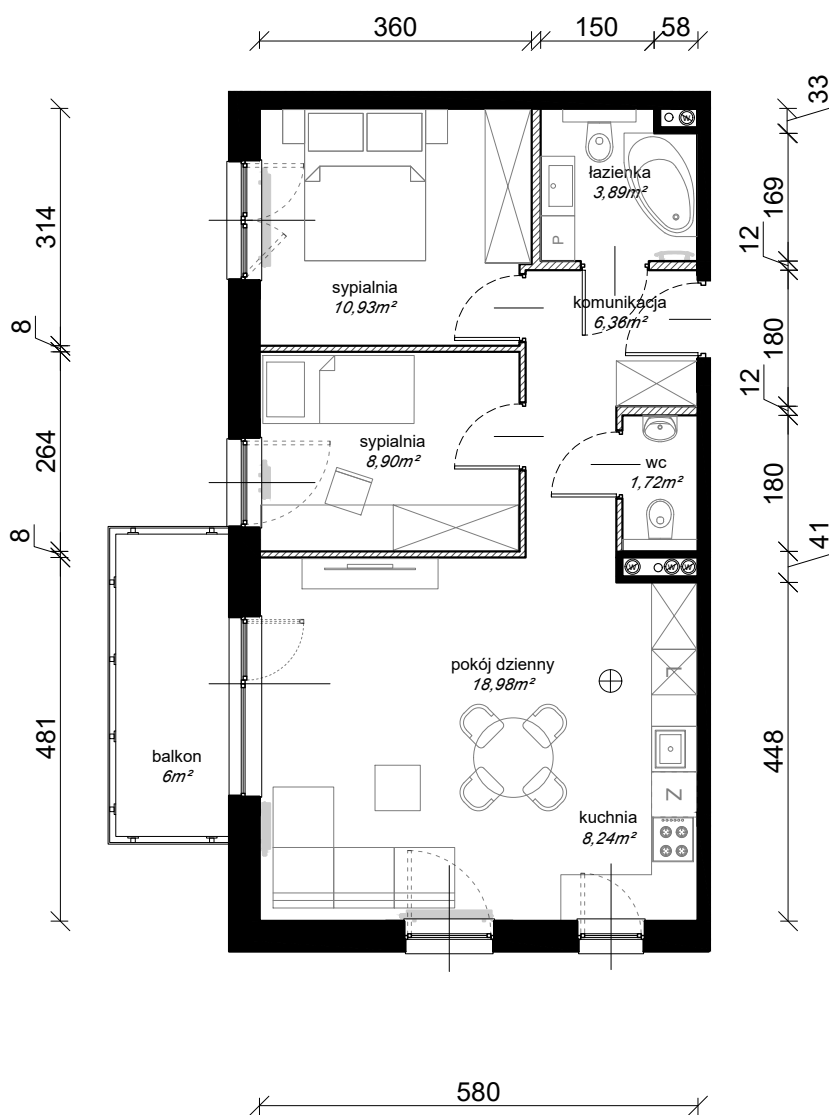 360
150
58
33
łazienka
3,89m²
169
P
12
314
sypialnia
10,93m²
komunikacja
6,36m²
180
8
12
sypialnia
8,90m²
264
wc
1,72m²
180
8
41
pokój dzienny
18,98m²
L
481
448
balkon
6m²
Z
kuchnia
8,24m²
580